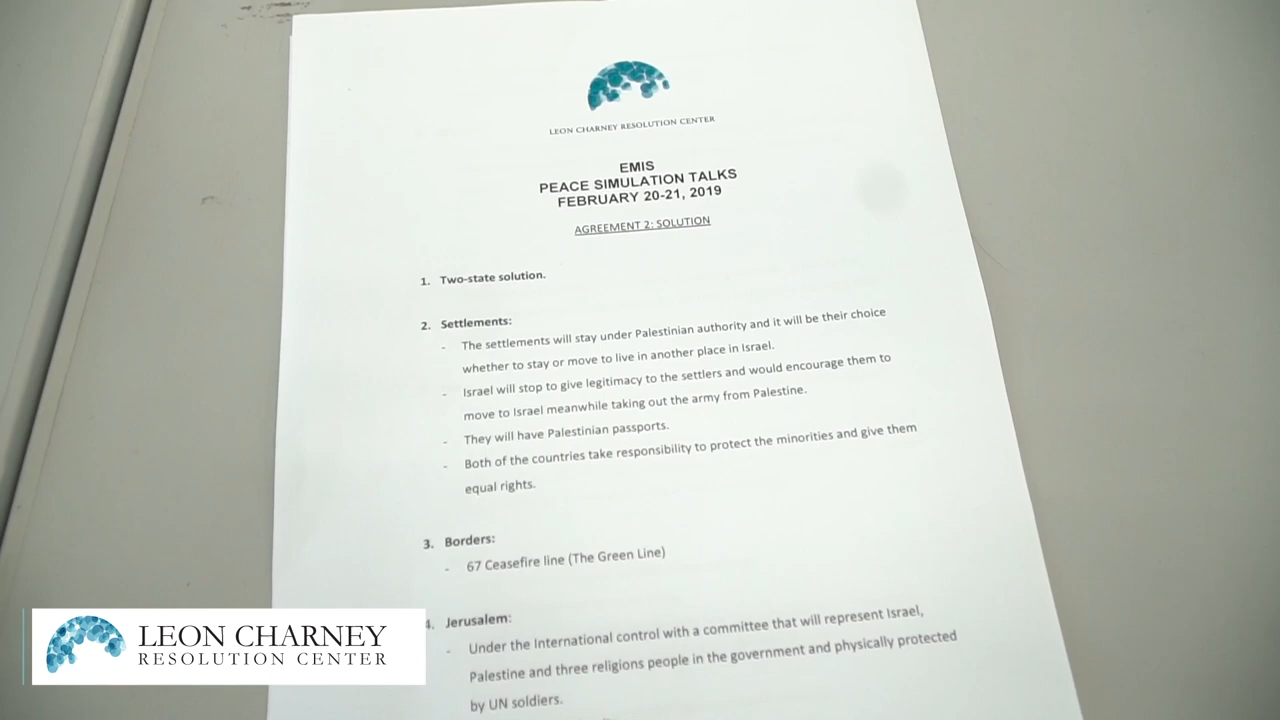 LEON CHARNEY RESOLUTION CENTER
EMIS
PEACE SIMULATION TALKS
FEBRUARY 20-21, 2019
AGREEMENT 2: SOLUTION
1. Two-state solution.
2. Settlements:
- The settlements will stay under Palestinian authority and it will be their choice
whether to stay or move to live in another place in Israel.
- Israel will stop to give legitimacy to the settlers and would encourage them to
move to Israel meanwhile taking out the army from Palestine.
- They will have Palestinian passports.
- Both of the countries take responsibility to protect the minorities and give them
equal rights.
3. Borders:
- 67 Ceasefire line (The Green Line)
4. Jerusalem:
- Under the International control with a committee that will represent Israel,
Palestine and three religions people in the government and physically protected
by UN soldiers.
LEON CHARNEY
RESOLUTION CENTER